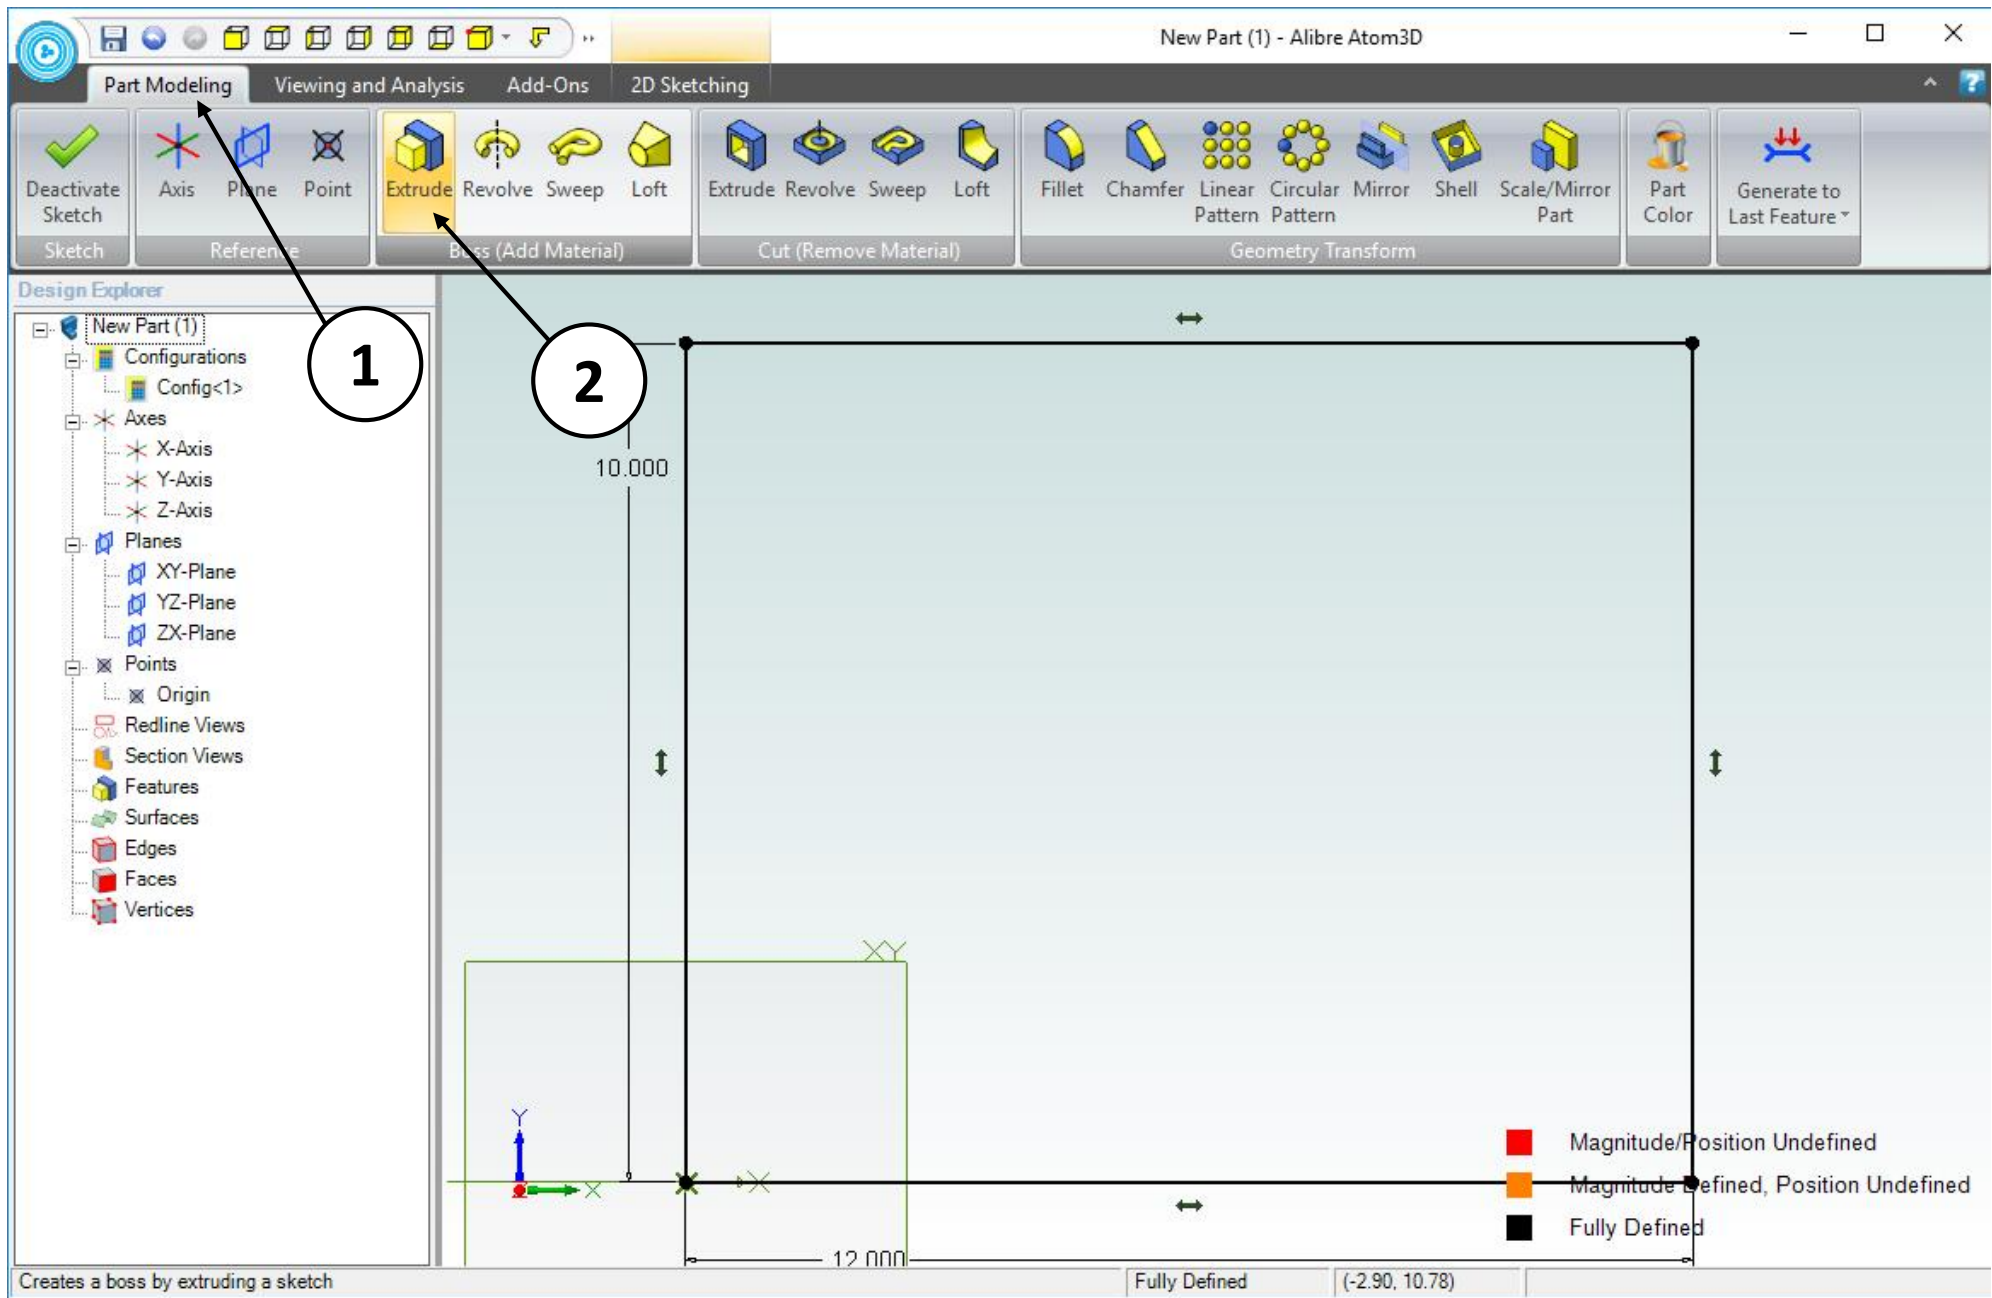 New Part (1) - Alibre Atom3D
Part Modeling Viewing and Analysis Add-Ons 2D Sketching
Deactivate Sketch Axis Plane Point Extrude Revolve Sweep Loft Extrude Revolve Sweep Loft Fillet Chamfer Linear Pattern Circular Pattern Mirror Shell Scale/Mirror Part Part Color Generate to Last Feature
Sketch Reference Boss (Add Material) Cut (Remove Material) Geometry Transform
Design Explorer
New Part (1)
Configurations
Config<1>
Axes
X-Axis
Y-Axis
Z-Axis
Planes
XY-Plane
YZ-Plane
ZX-Plane
Points
Origin
Redline Views
Section Views
Features
Surfaces
Edges
Faces
Vertices
1
2
10.000
XY
Y
X
X
12.000
Magnitude/Position Undefined
Magnitude Defined, Position Undefined
Fully Defined
Creates a boss by extruding a sketch
Fully Defined
(-2.90, 10.78)